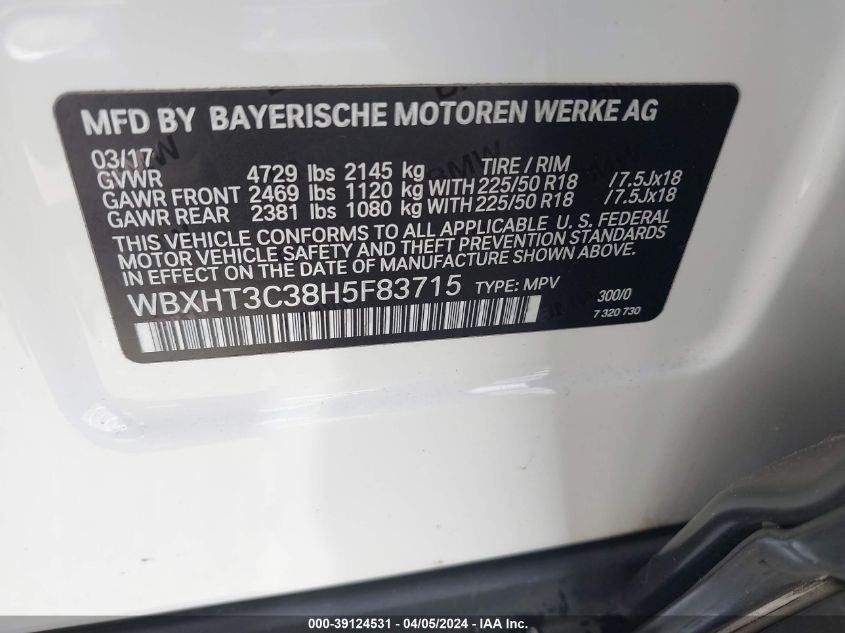 MFD BY BAYERISCHE MOTOREN WERKE AG
03/17
GVWR 4729 lbs 2145 kg TIRE / RIM
GAWR FRONT 2469 lbs 1120 kg WITH 225/50 R18 /7.5Jx18
GAWR REAR 2381 lbs 1080 kg WITH 225/50 R18 /7.5Jx18
THIS VEHICLE CONFORMS TO ALL APPLICABLE U. S. FEDERAL
MOTOR VEHICLE SAFETY AND THEFT PREVENTION STANDARDS
IN EFFECT ON THE DATE OF MANUFACTURE SHOWN ABOVE.
WBXHT3C38H5F83715 TYPE: MPV 300/0
7 320 730
000-39124531 - 04/05/2024 - IAA Inc.